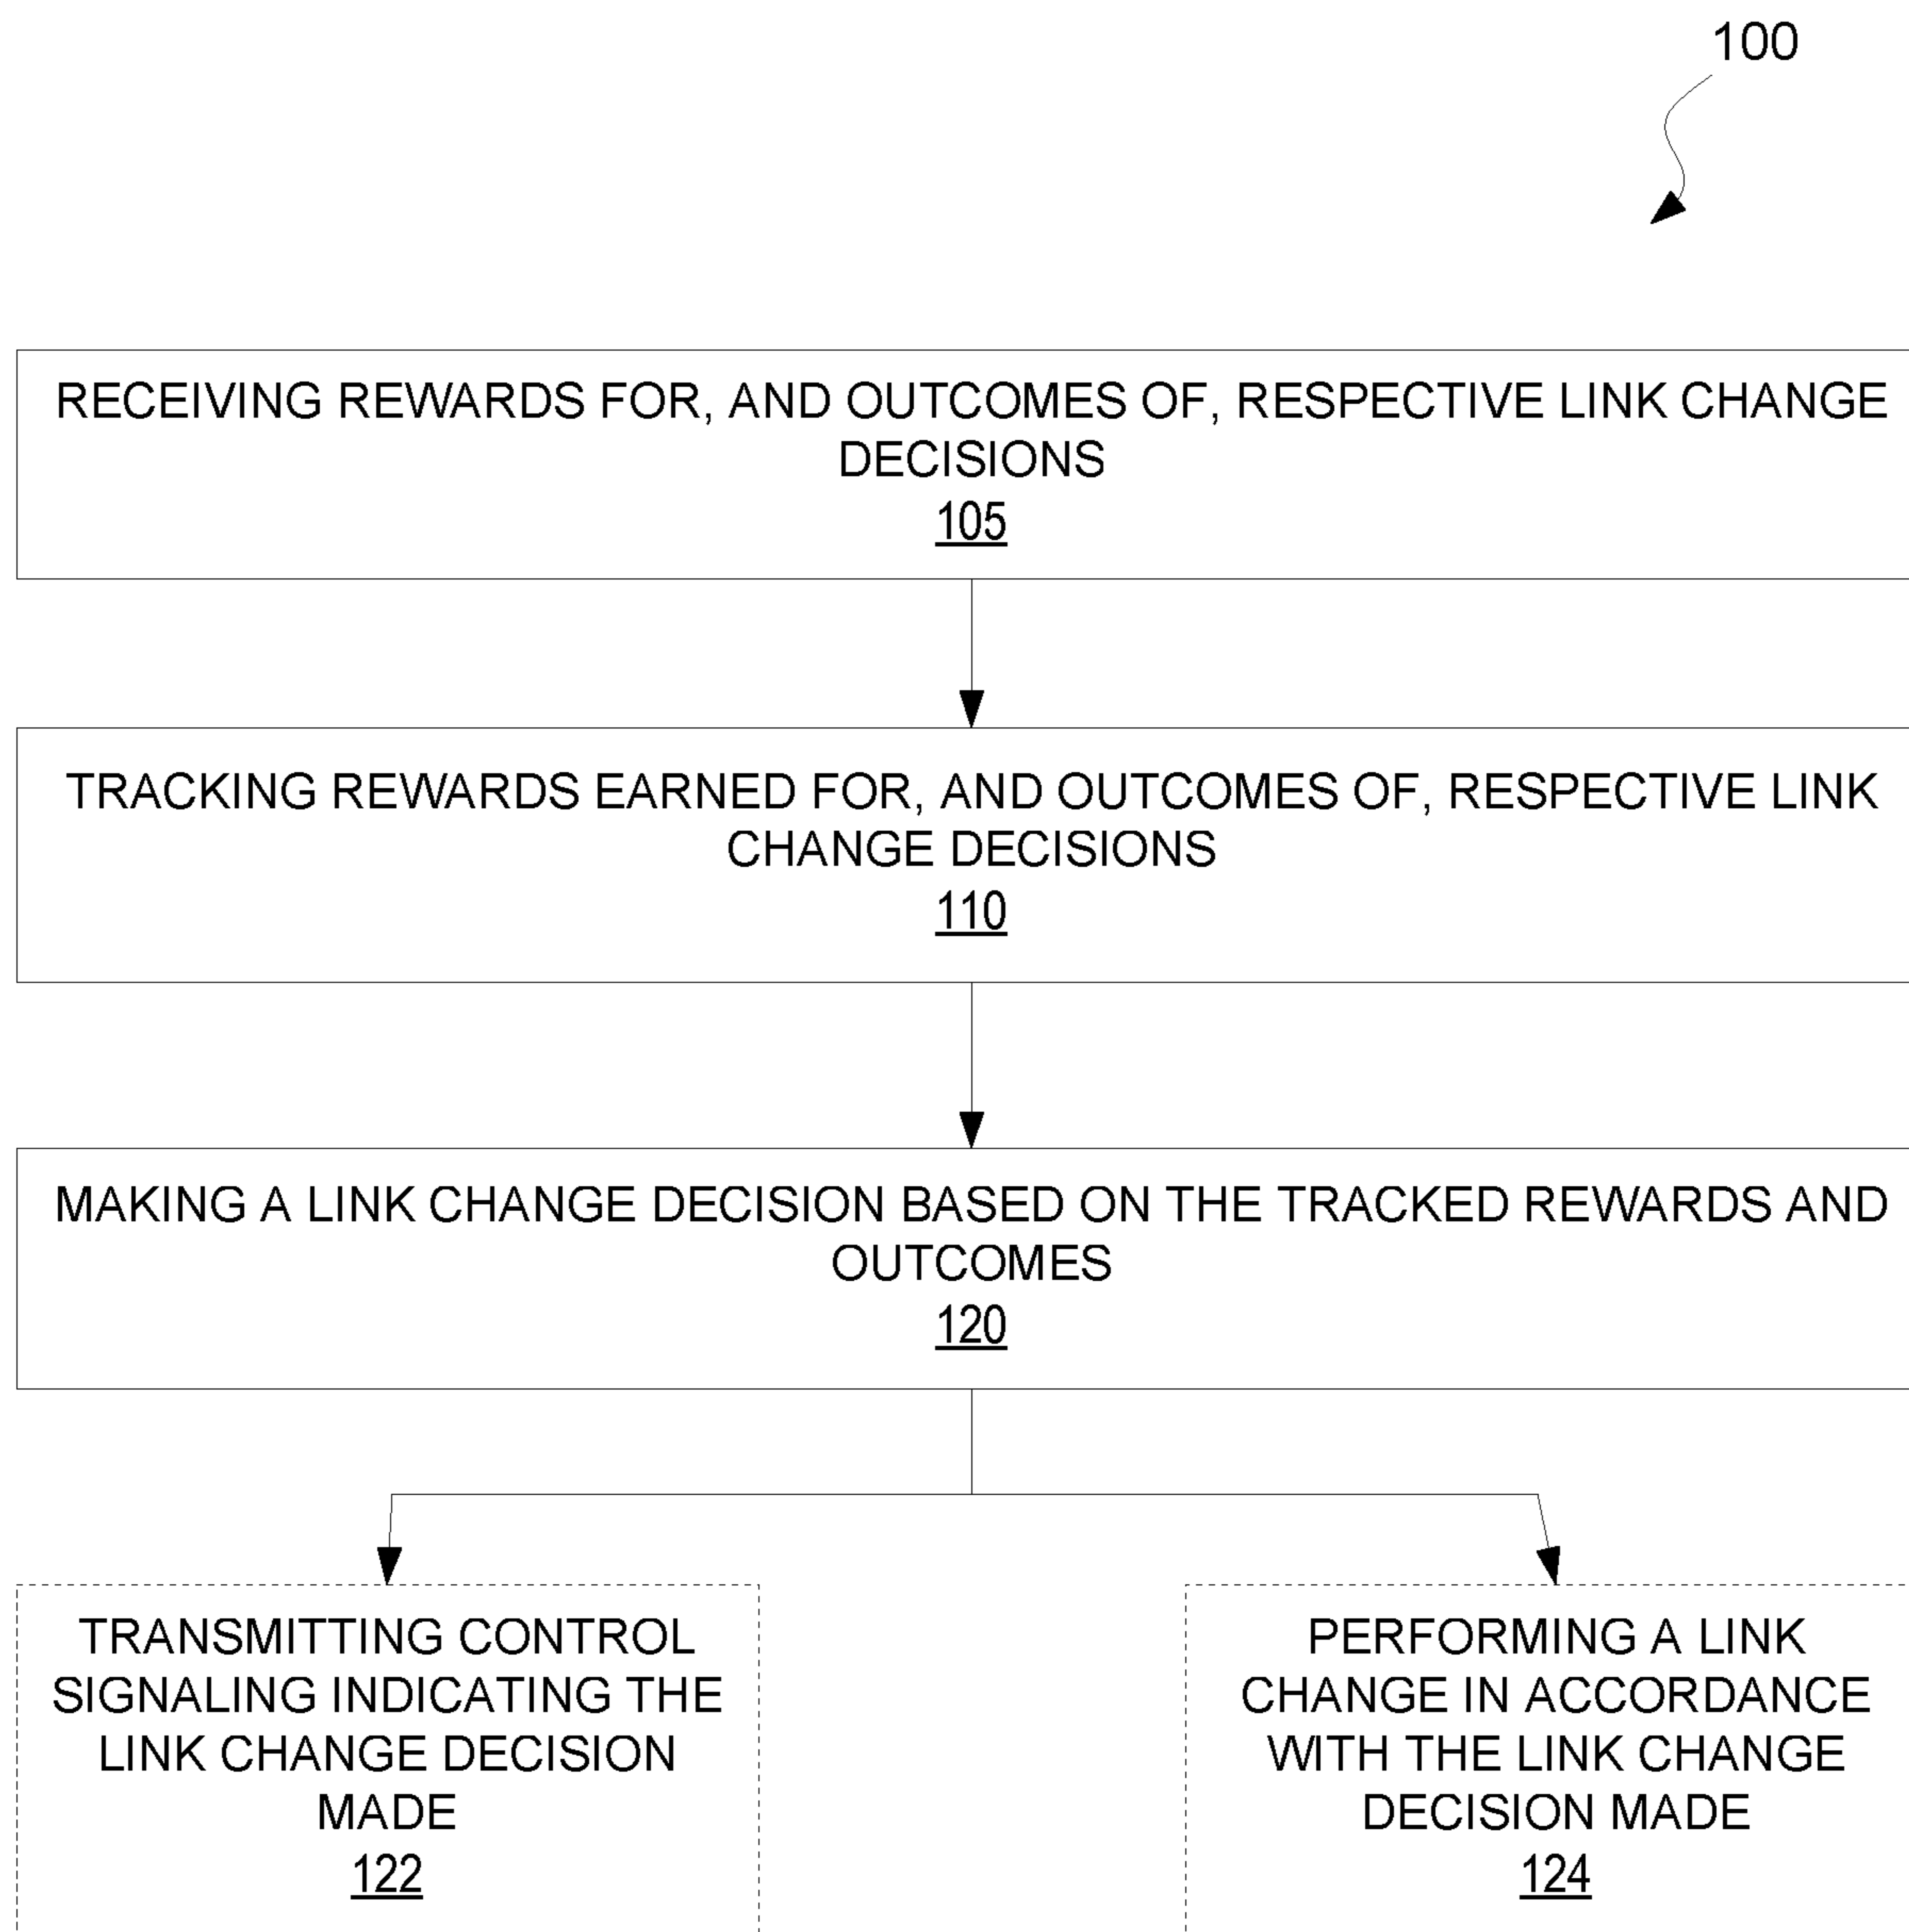 100
RECEIVING REWARDS FOR, AND OUTCOMES OF, RESPECTIVE LINK CHANGE
DECISIONS
105
TRACKING REWARDS EARNED FOR, AND OUTCOMES OF, RESPECTIVE LINK
CHANGE DECISIONS
110
MAKING A LINK CHANGE DECISION BASED ON THE TRACKED REWARDS AND
OUTCOMES
120
TRANSMITTING CONTROL
SIGNALING INDICATING THE
LINK CHANGE DECISION
MADE
122
PERFORMING A LINK
CHANGE IN ACCORDANCE
WITH THE LINK CHANGE
DECISION MADE
124